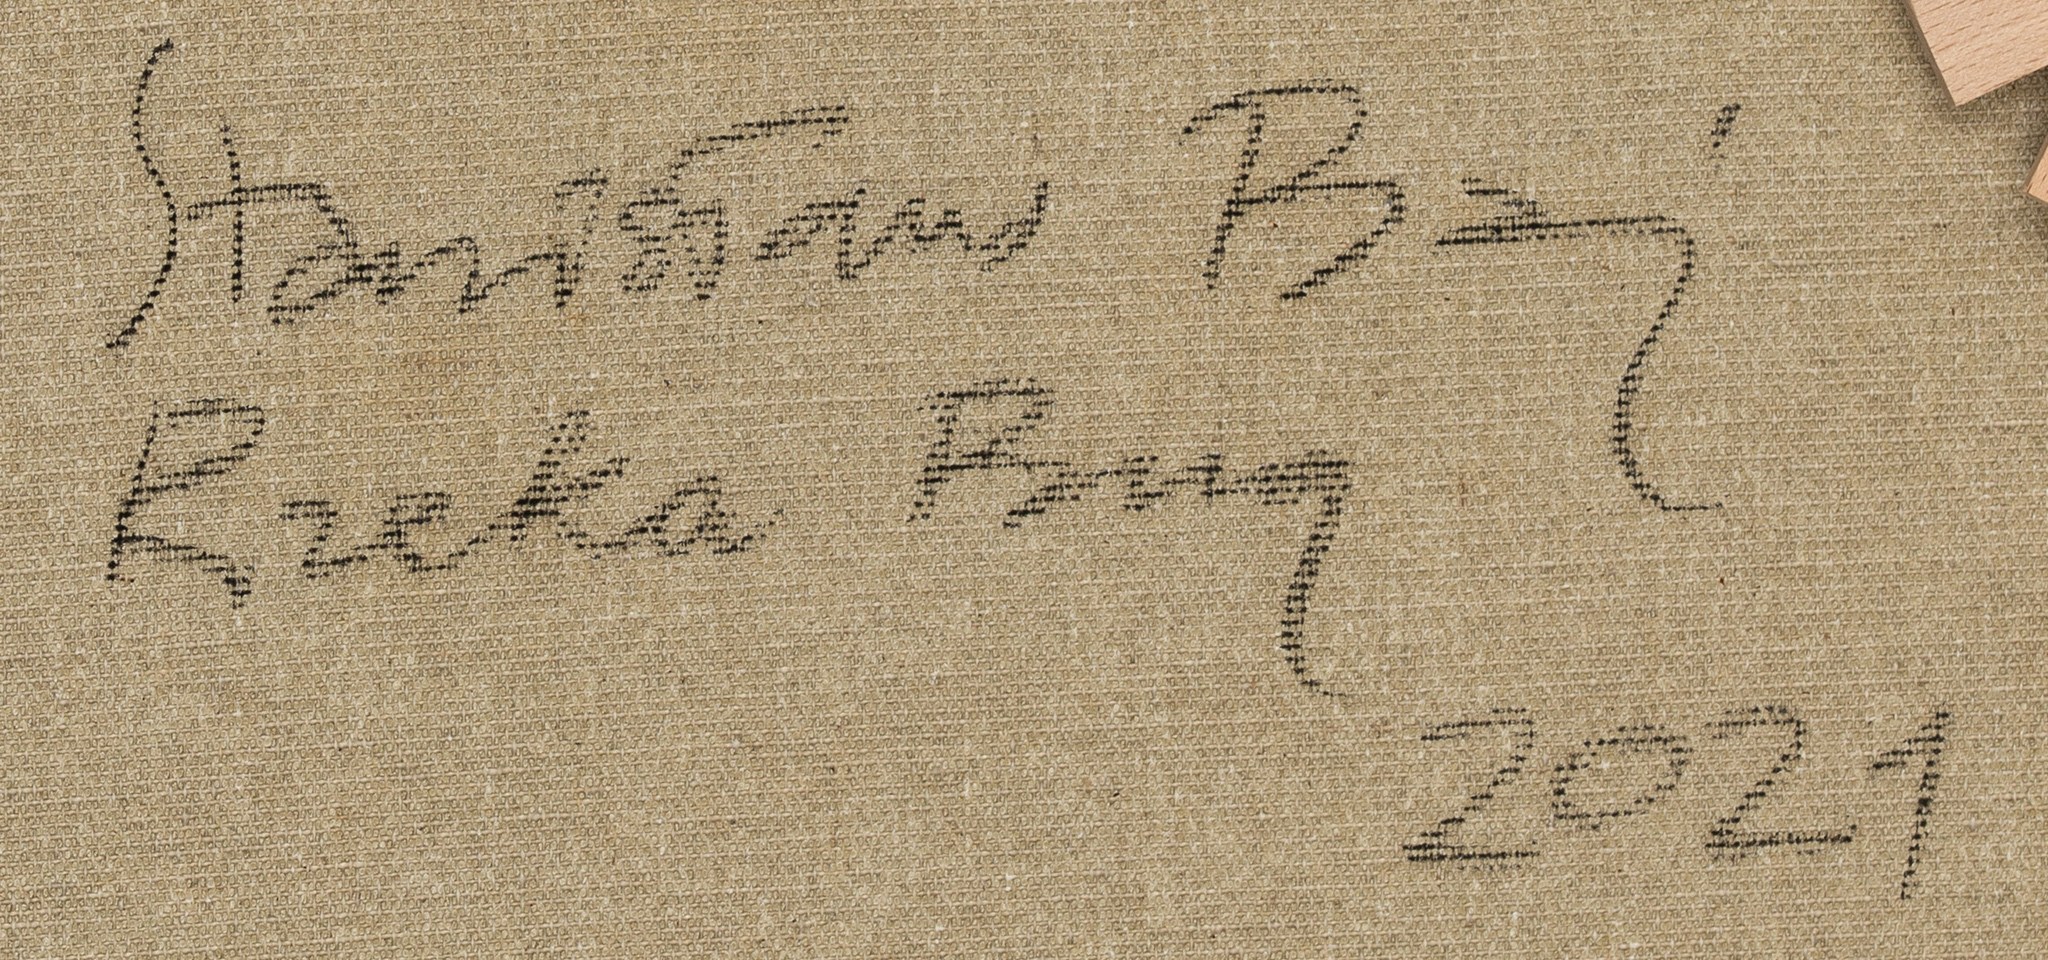 Stanisław Baj
Rzeka Bug
2021